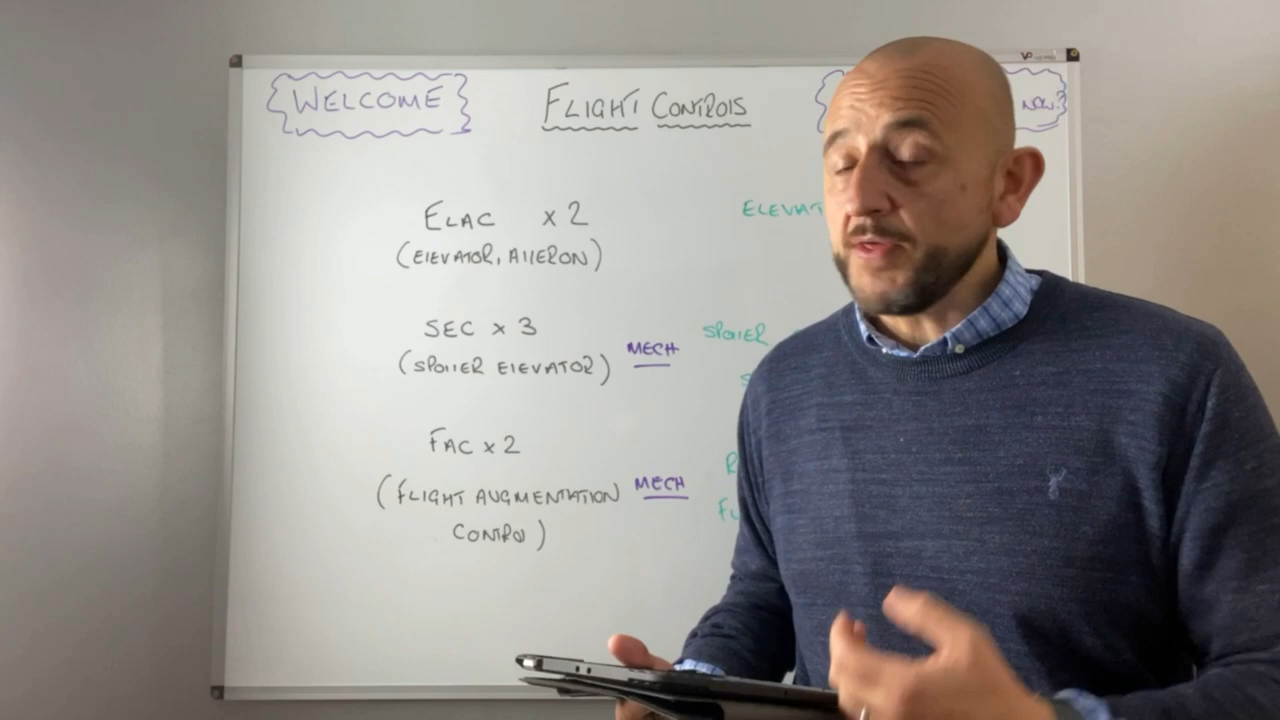 WELCOME
FLIGHT CONTROLS
NOW?
ELAC x 2
(ELEVATOR, AILERON)
SEC x 3
(SPOILER ELEVATOR)
MECH
SPOILER
FAC x 2
(FLIGHT AUGMENTATION
CONTROL)
MECH